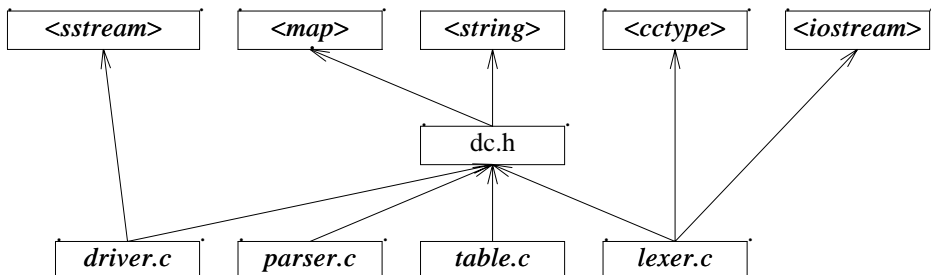 <sstream> <map> <string> <cctype> <iostream>
dc.h
driver.c parser.c table.c lexer.c